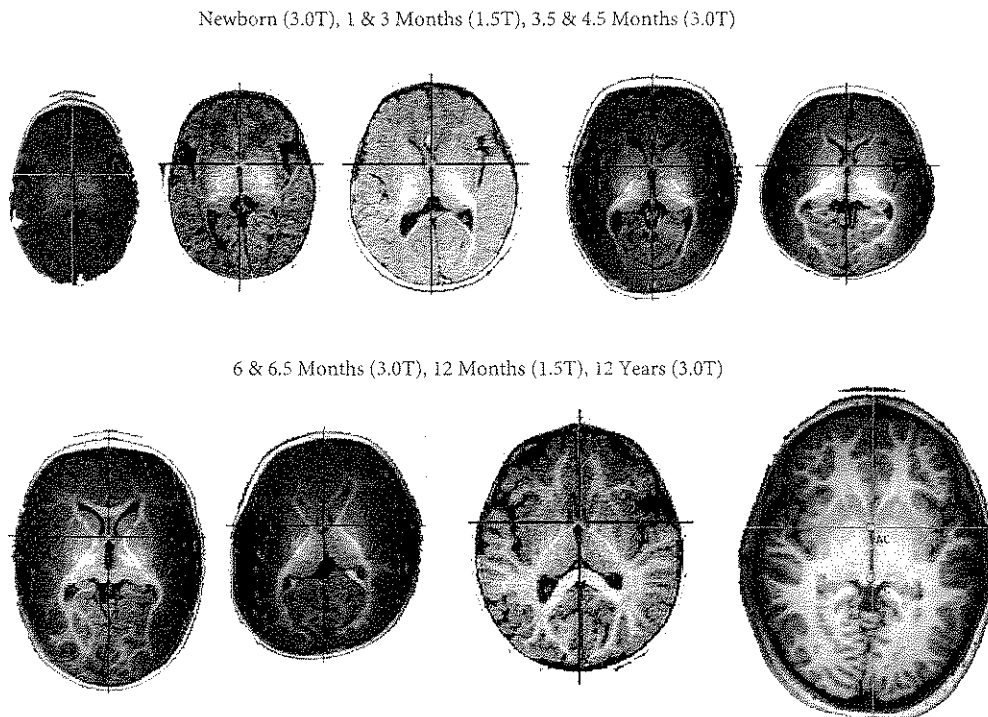 Newborn (3.0T), 1 & 3 Months (1.5T), 3.5 & 4.5 Months (3.0T)
6 & 6.5 Months (3.0T), 12 Months (1.5T), 12 Years (3.0T)